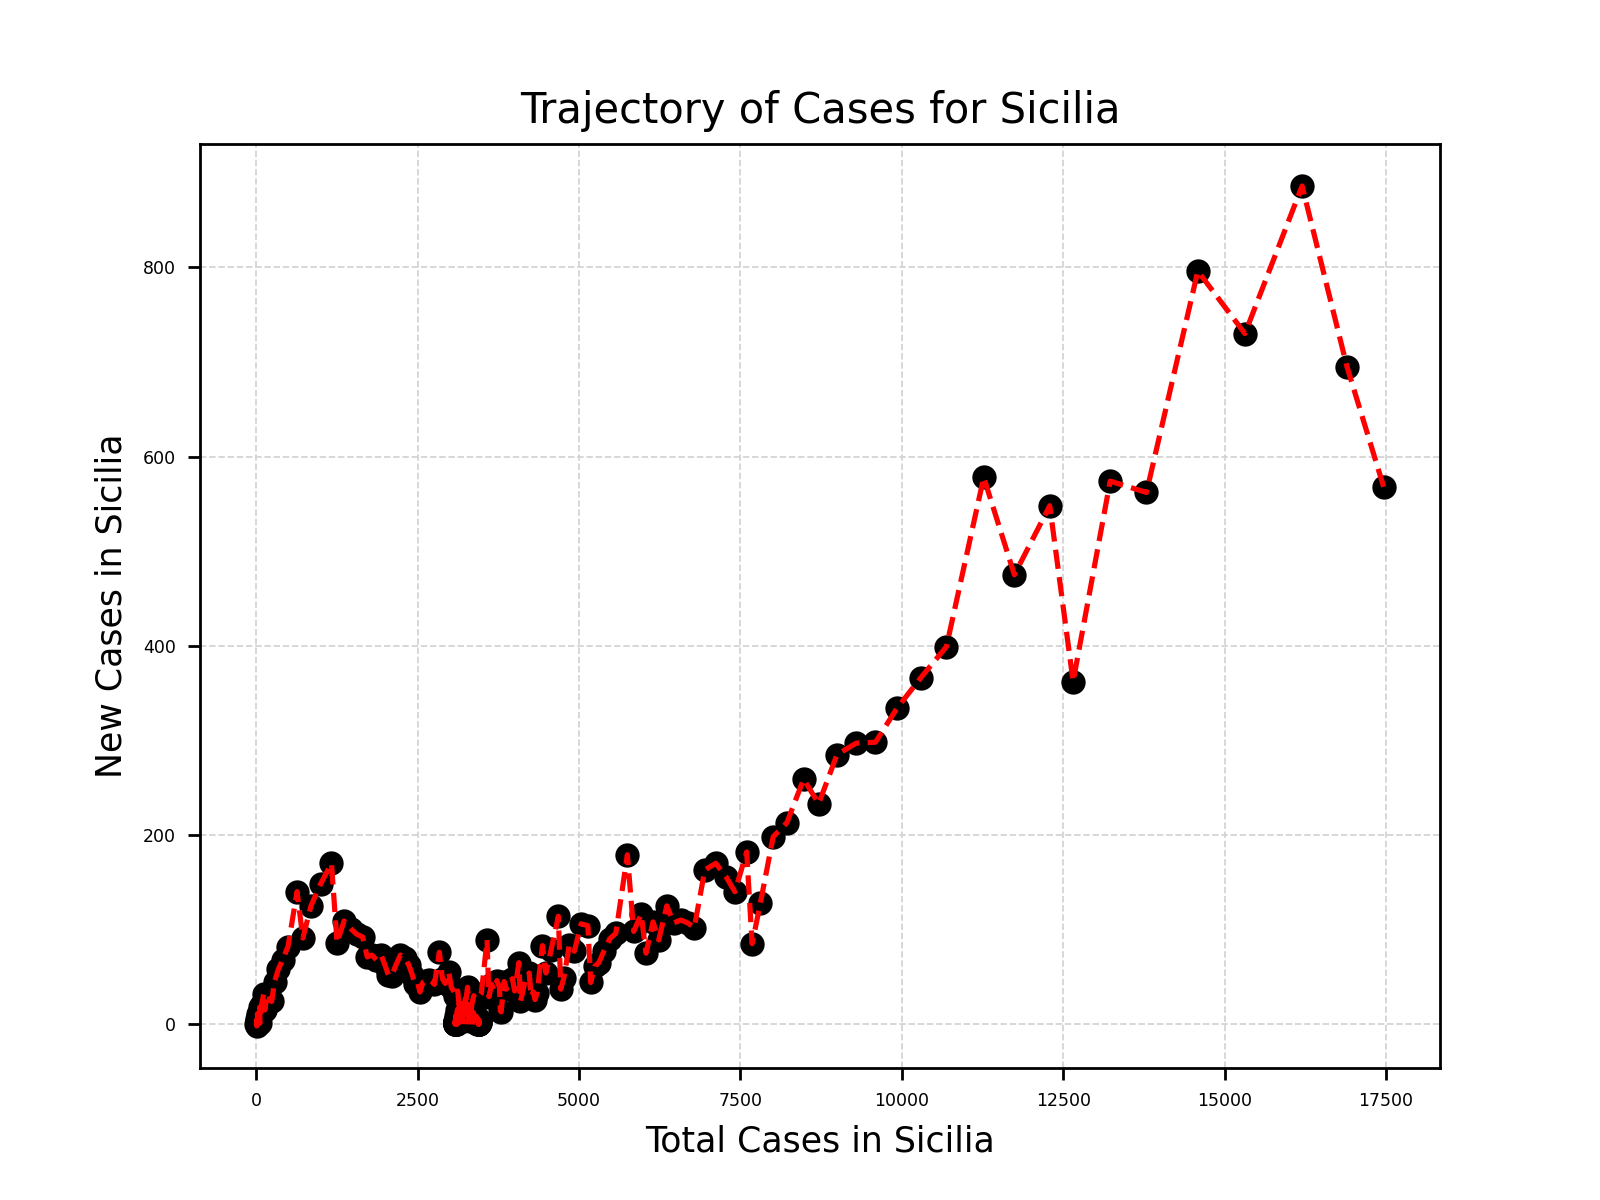 Trajectory of Cases for Sicilia
New Cases in Sicilia
800
600
400
200
0
0 2500 5000 7500 10000 12500 15000 17500
Total Cases in Sicilia